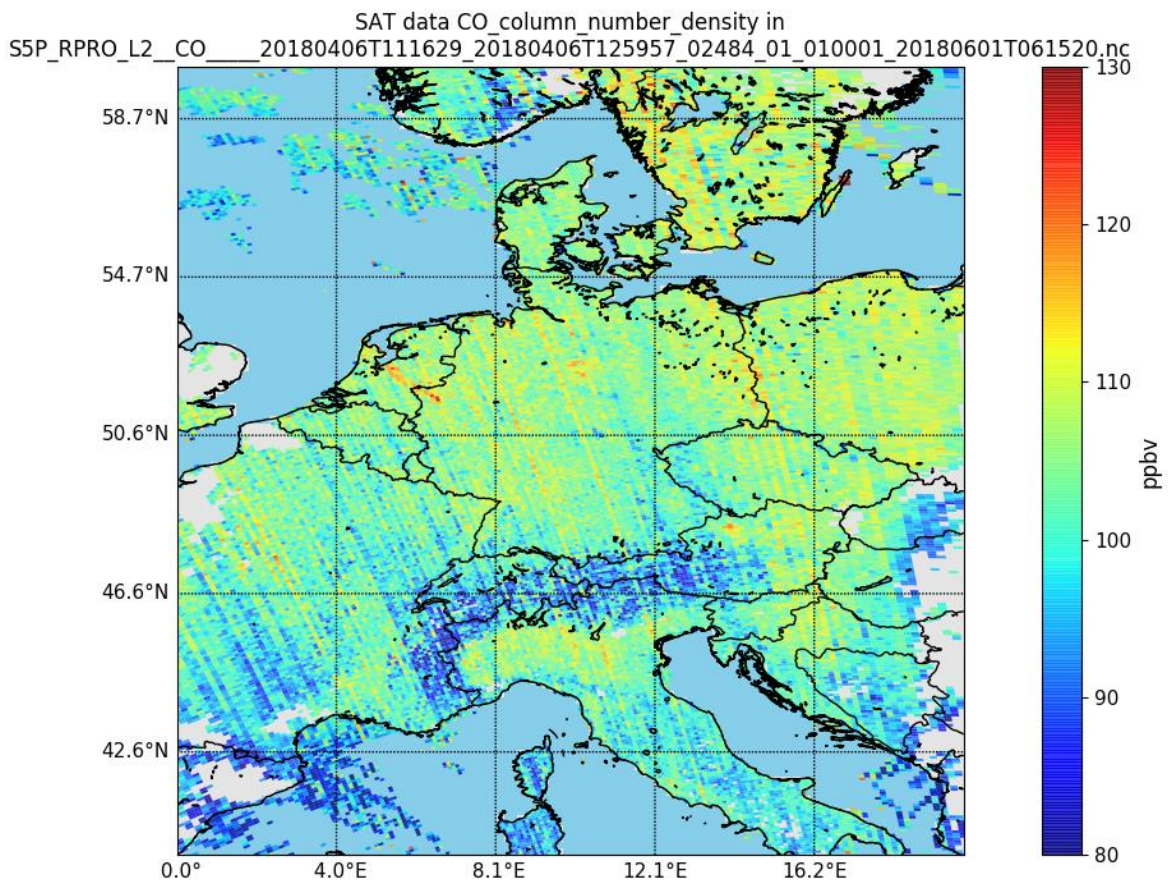 SAT data CO_column_number_density in
S5P_RPRO_L2__CO_____20180406T111629_20180406T125957_02484_01_010001_20180601T061520.nc
58.7°N
54.7°N
50.6°N
46.6°N
42.6°N
0.0°E
4.0°E
8.1°E
12.1°E
16.2°E
130
120
110
100
90
80
ppbv